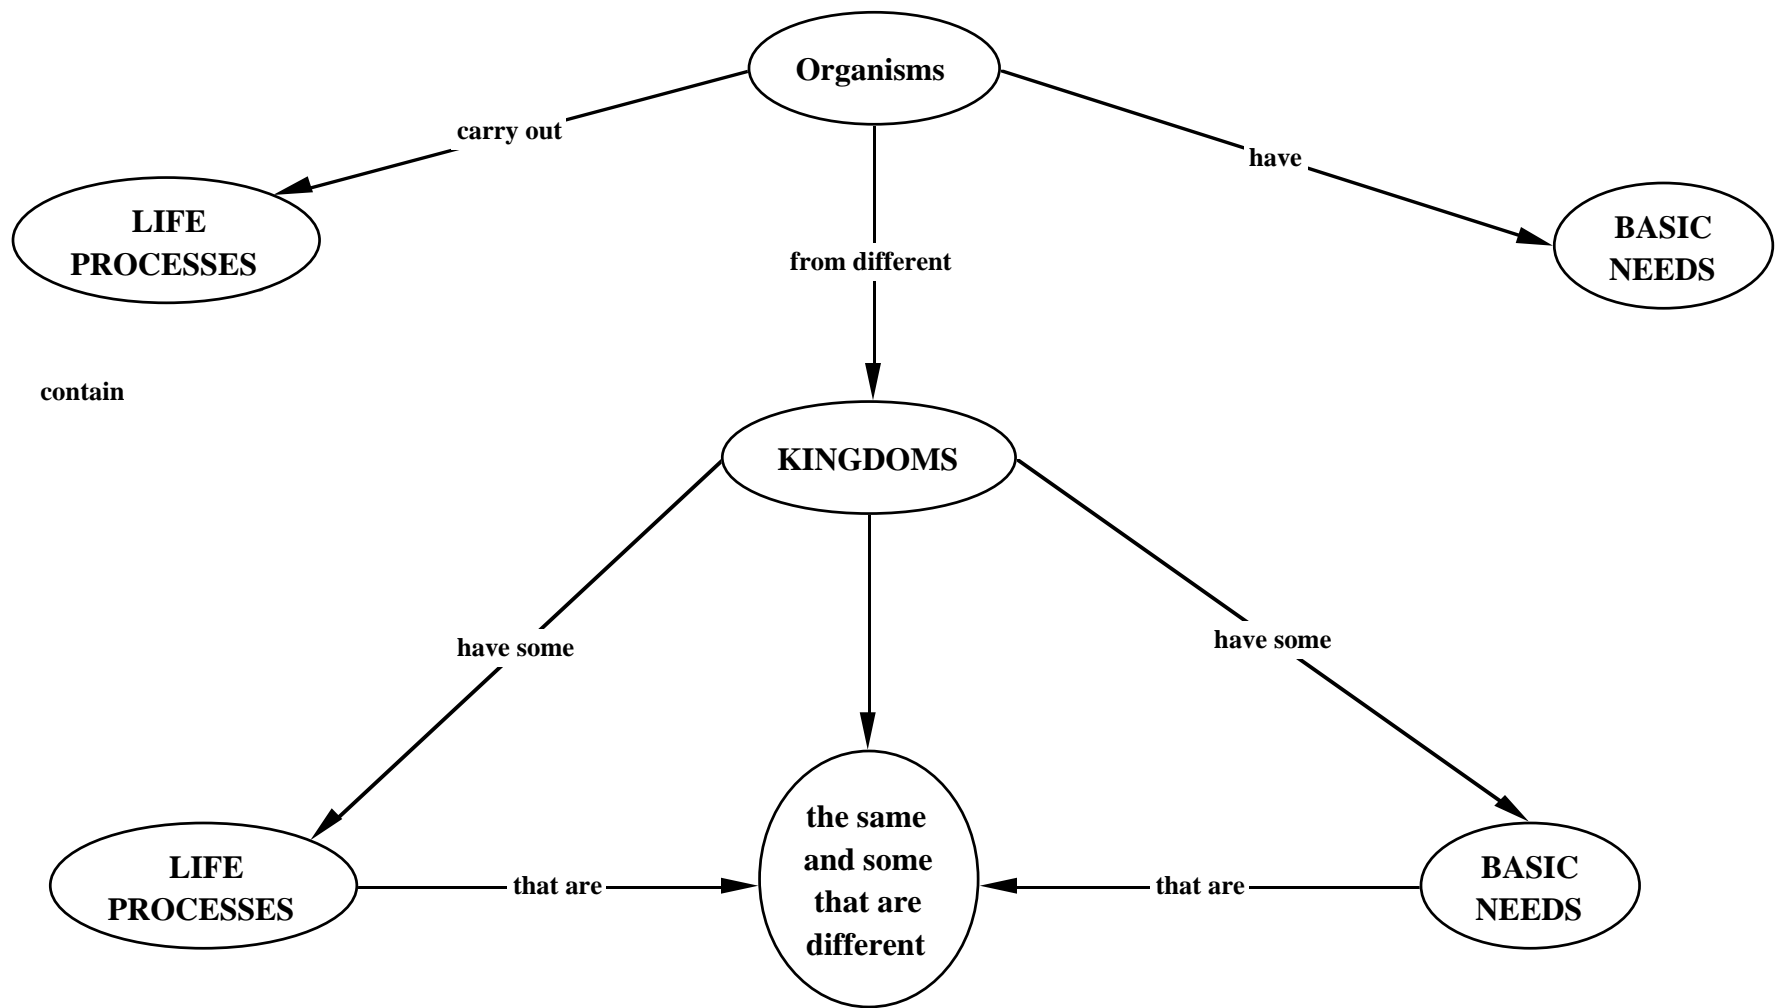 Organisms
carry out
have
LIFE
PROCESSES
BASIC
NEEDS
from different
contain
KINGDOMS
have some
have some
the same
and some
that are
different
LIFE
PROCESSES
that are
that are
BASIC
NEEDS